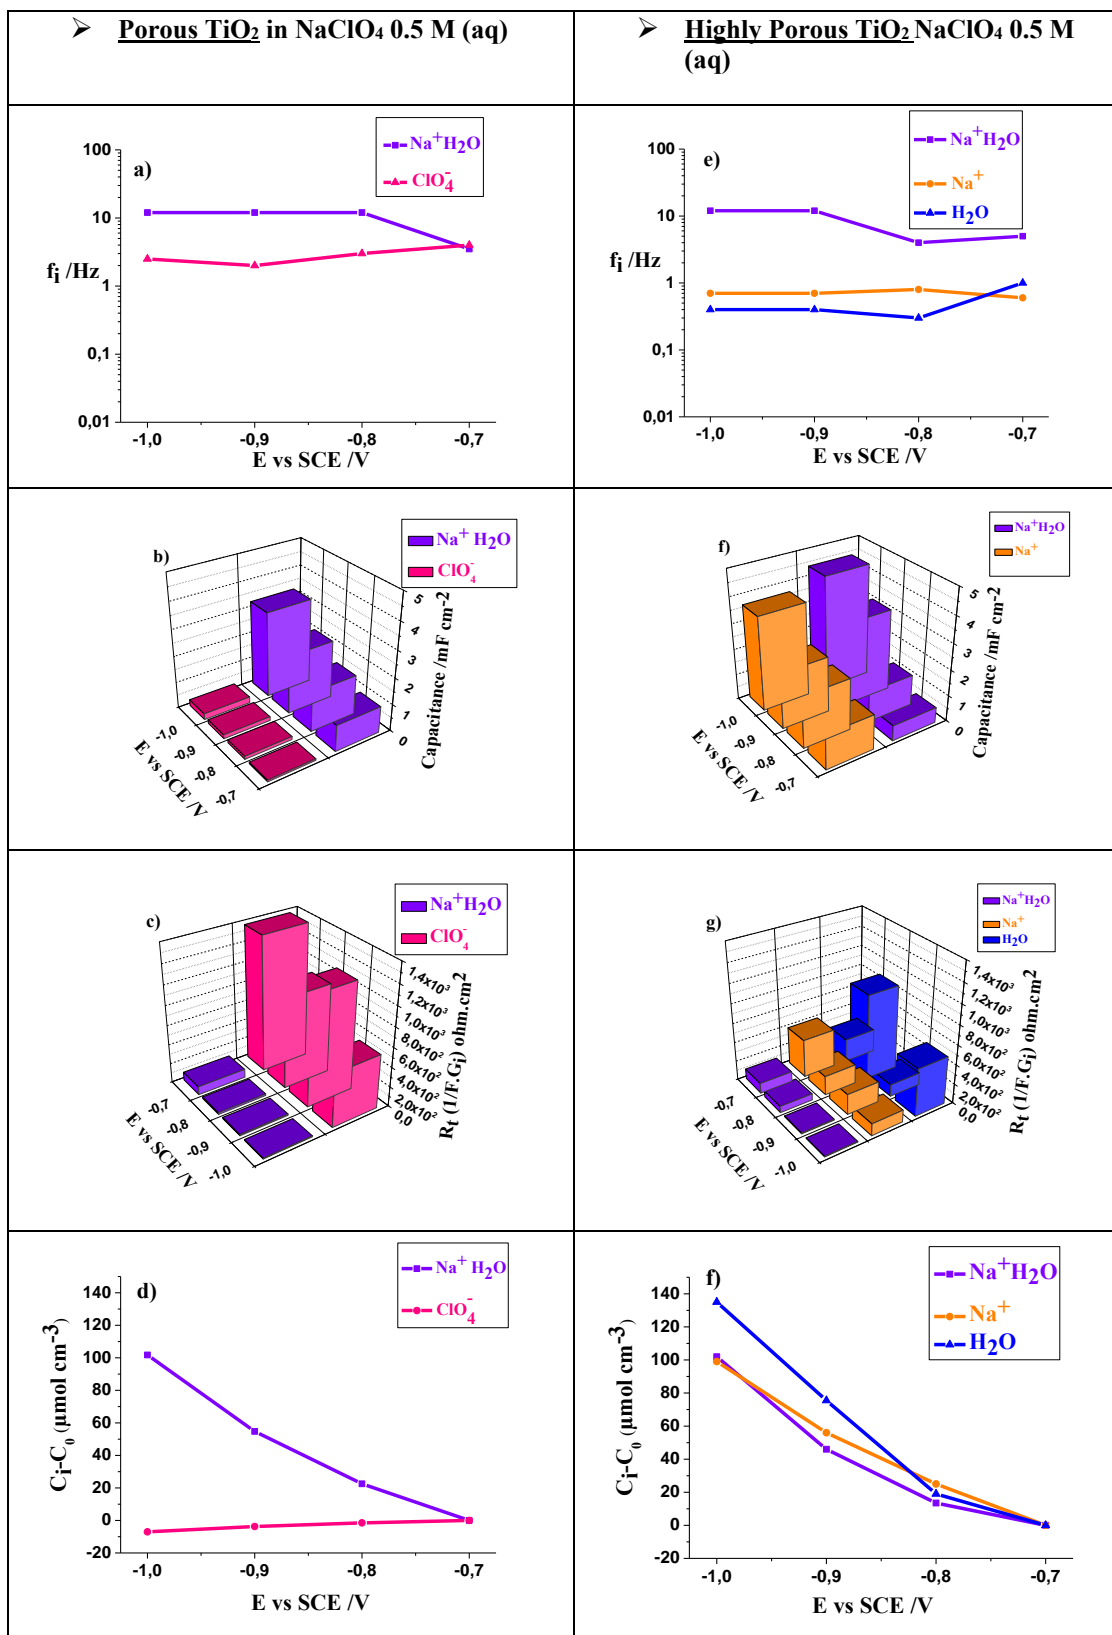 ➢ Porous TiO₂ in NaClO₄ 0.5 M (aq)
➢ Highly Porous TiO₂ NaClO₄ 0.5 M
(aq)
a)
Na⁺H₂O
ClO₄⁻
100
10
1
0,1
0,01
fi /Hz
-1,0 -0,9 -0,8 -0,7
E vs SCE /V
e)
Na⁺H₂O
Na⁺
H₂O
100
10
1
0,1
0,01
fi /Hz
-1,0 -0,9 -0,8 -0,7
E vs SCE /V
b)
Na⁺ H₂O
ClO₄⁻
5
4
3
2
1
0
Capacitance /mF cm⁻²
-1,0
-0,9
-0,8
-0,7
E vs SCE /V
f)
Na⁺H₂O
Na⁺
5
4
3
2
1
0
Capacitance /mF cm⁻²
-1,0
-0,9
-0,8
-0,7
E vs SCE /V
c)
Na⁺H₂O
ClO₄⁻
1,4x10³
1,2x10³
1,0x10³
8,0x10²
6,0x10²
4,0x10²
2,0x10²
0,0
Rt (1/F.Gi) ohm.cm²
-0,7
-0,8
-0,9
-1,0
E vs SCE /V
g)
Na⁺H₂O
Na⁺
H₂O
1,4x10³
1,2x10³
1,0x10³
8,0x10²
6,0x10²
4,0x10²
2,0x10²
0,0
Rt (1/F.Gi) ohm.cm²
-0,7
-0,8
-0,9
-1,0
E vs SCE /V
d)
Na⁺ H₂O
ClO₄⁻
140
120
100
80
60
40
20
0
-20
Ci-C₀ (µmol cm⁻³)
-1,0 -0,9 -0,8 -0,7
E vs SCE /V
f)
Na⁺H₂O
Na⁺
H₂O
140
120
100
80
60
40
20
0
-20
Ci-C₀ (µmol cm⁻³)
-1,0 -0,9 -0,8 -0,7
E vs SCE /V